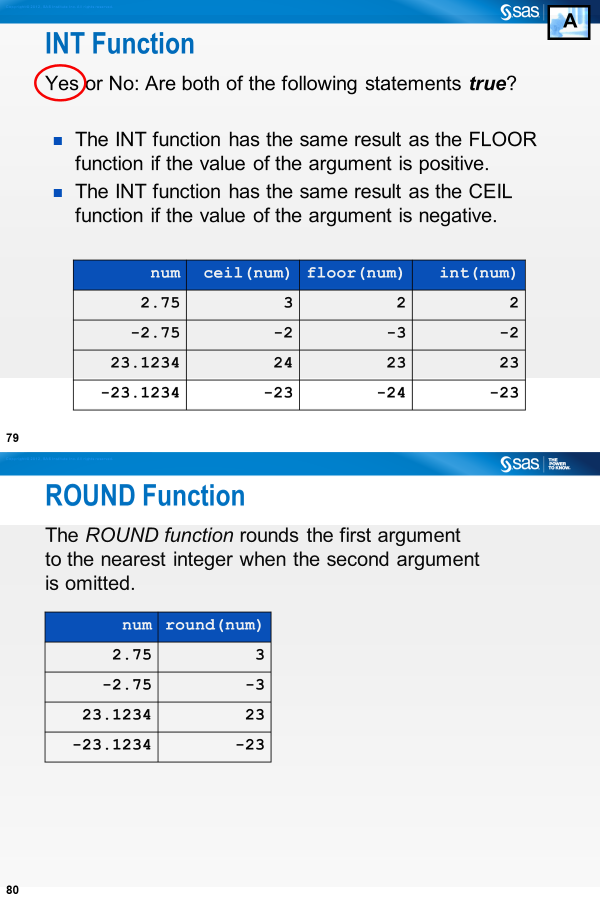 sas
A
INT Function
Yes or No: Are both of the following statements true?
The INT function has the same result as the FLOOR
function if the value of the argument is positive.
The INT function has the same result as the CEIL
function if the value of the argument is negative.
num ceil(num) floor(num) int(num)
2.75 3 2 2
-2.75 -2 -3 -2
23.1234 24 23 23
-23.1234 -23 -24 -23
79
sas THE POWER TO KNOW.
ROUND Function
The ROUND function rounds the first argument
to the nearest integer when the second argument
is omitted.
num round(num)
2.75 3
-2.75 -3
23.1234 23
-23.1234 -23
80